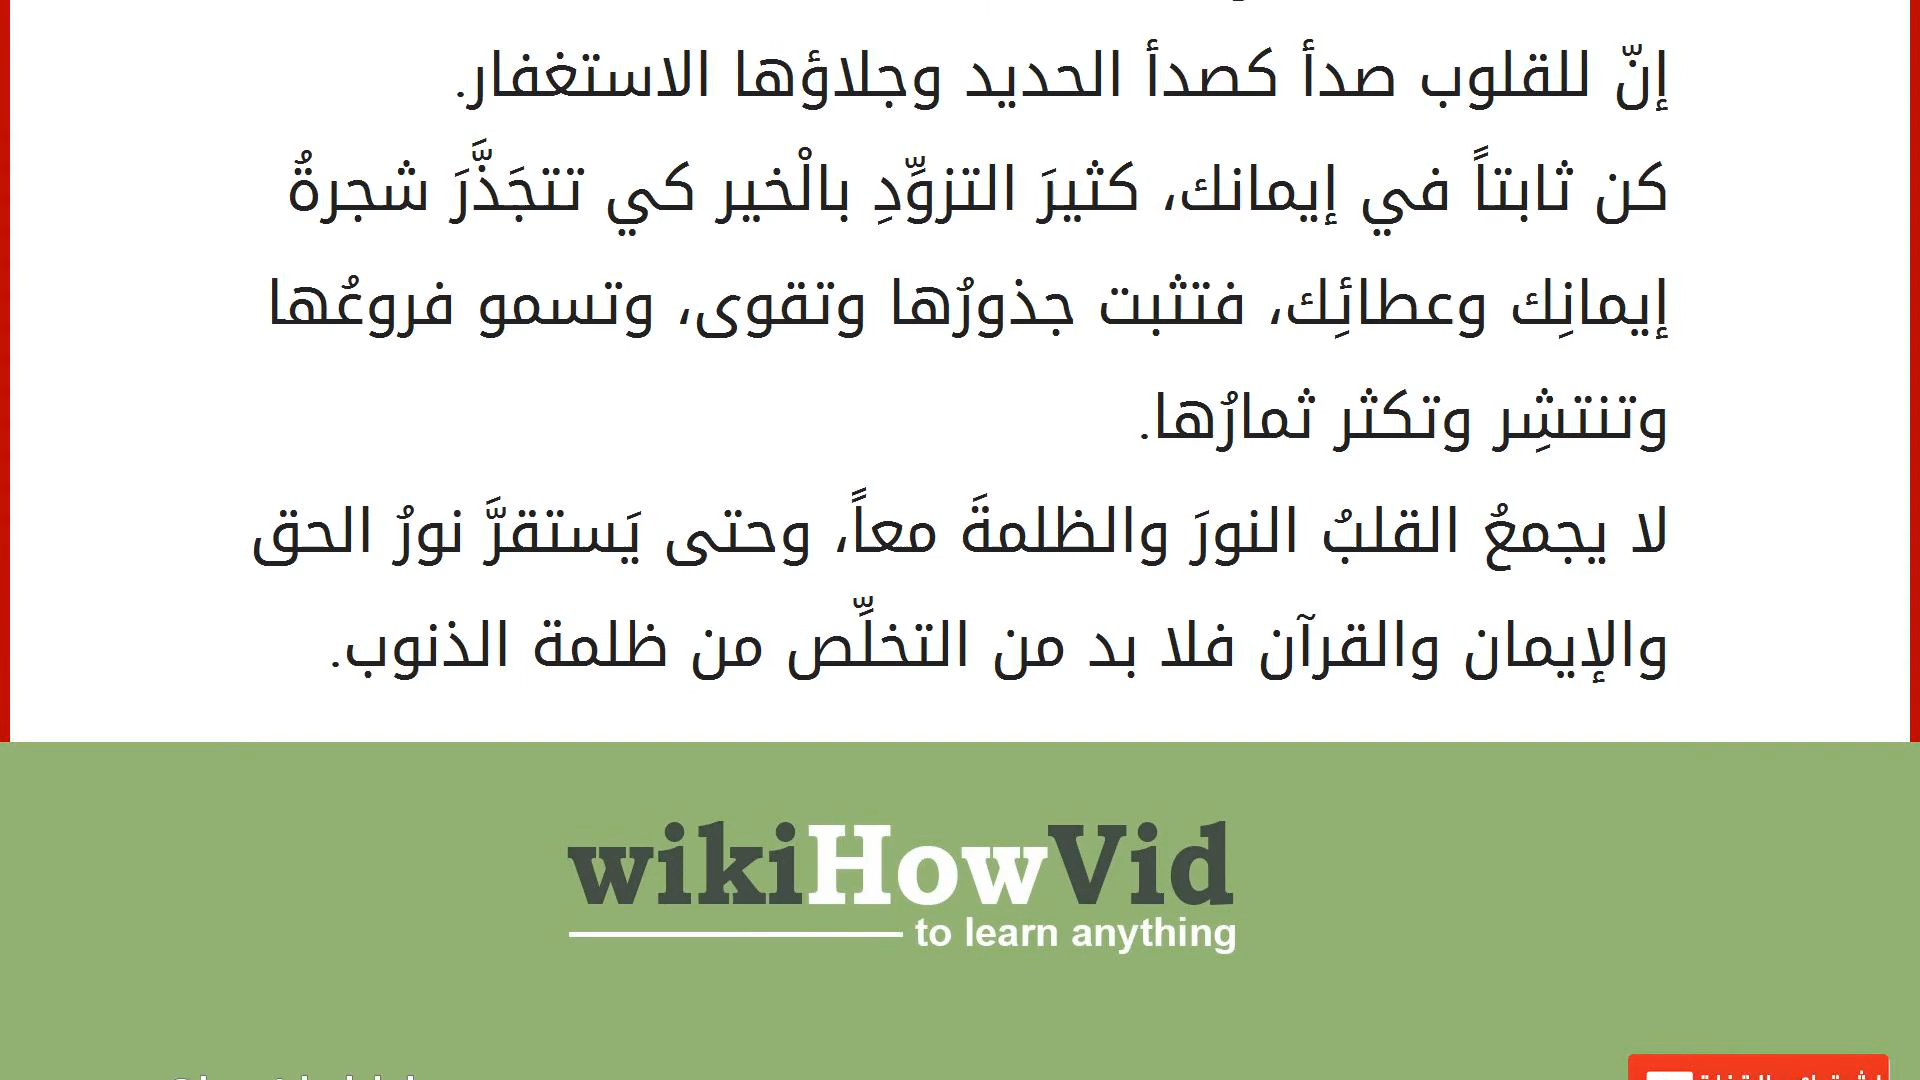 إنّ للقلوب صدأ كصدأ الحديد وجلاؤها الاستغفار.
كن ثابتاً في إيمانك، كثيرَ التزوِّدِ بالْخير كي تتجَذَّرَ شجرةُ
إيمانِك وعطائِك، فتثبت جذورُها وتقوى، وتسمو فروعُها
وتنتشِر وتكثر ثمارُها.
لا يجمعُ القلبُ النورَ والظلمةَ معاً، وحتى يَستقرَّ نورُ الحق
والإيمان والقرآن فلا بد من التخلِّص من ظلمة الذنوب.
wikiHowVid
to learn anything